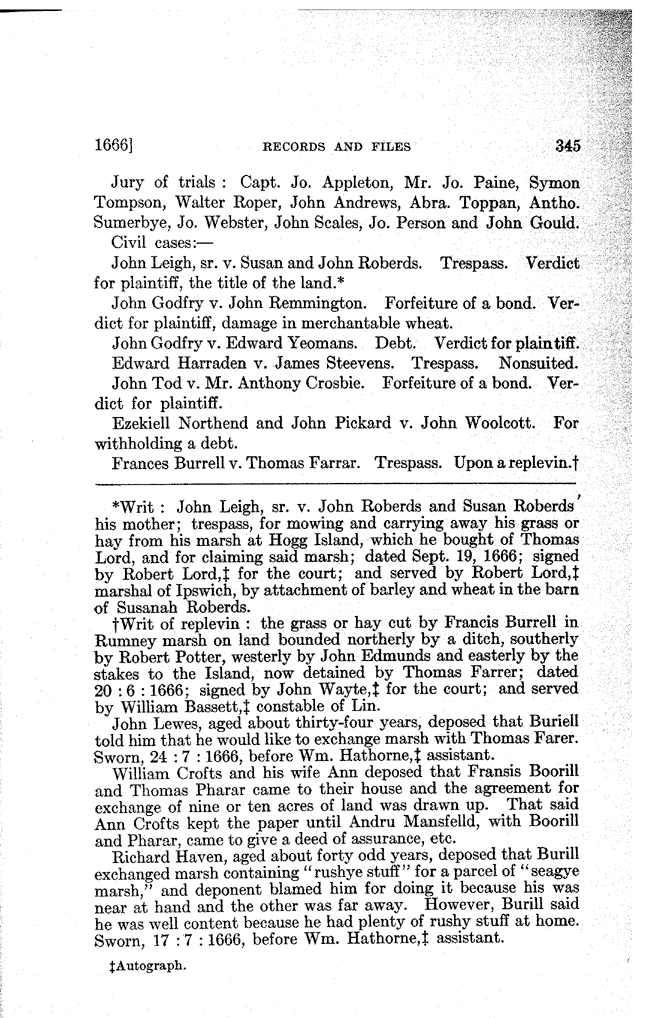 1666] RECORDS AND FILES 345
Jury of trials : Capt. Jo. Appleton, Mr. Jo. Paine, Symon
Tompson, Walter Roper, John Andrews, Abra. Toppan, Antho.
Sumerbye, Jo. Webster, John Scales, Jo. Person and John Gould.
Civil cases:—
John Leigh, sr. v. Susan and John Roberds. Trespass. Verdict
for plaintiff, the title of the land.*
John Godfry v. John Remmington. Forfeiture of a bond. Ver-
dict for plaintiff, damage in merchantable wheat.
John Godfry v. Edward Yeomans. Debt. Verdict for plaintiff.
Edward Harraden v. James Steevens. Trespass. Nonsuited.
John Tod v. Mr. Anthony Crosbie. Forfeiture of a bond. Ver-
dict for plaintiff.
Ezekiell Northend and John Pickard v. John Woolcott. For
withholding a debt.
Frances Burrell v. Thomas Farrar. Trespass. Upon a replevin.†
*Writ : John Leigh, sr. v. John Roberds and Susan Roberds'
his mother; trespass, for mowing and carrying away his grass or
hay from his marsh at Hogg Island, which he bought of Thomas
Lord, and for claiming said marsh; dated Sept. 19, 1666; signed
by Robert Lord,‡ for the court; and served by Robert Lord,‡
marshal of Ipswich, by attachment of barley and wheat in the barn
of Susanah Roberds.
†Writ of replevin : the grass or hay cut by Francis Burrell in
Rumney marsh on land bounded northerly by a ditch, southerly
by Robert Potter, westerly by John Edmunds and easterly by the
stakes to the Island, now detained by Thomas Farrer; dated
20 : 6 : 1666; signed by John Wayte,‡ for the court; and served
by William Bassett,‡ constable of Lin.
John Lewes, aged about thirty-four years, deposed that Buriell
told him that he would like to exchange marsh with Thomas Farer.
Sworn, 24 : 7 : 1666, before Wm. Hathorne,‡ assistant.
William Crofts and his wife Ann deposed that Fransis Boorill
and Thomas Pharar came to their house and the agreement for
exchange of nine or ten acres of land was drawn up. That said
Ann Crofts kept the paper until Andru Mansfelld, with Boorill
and Pharar, came to give a deed of assurance, etc.
Richard Haven, aged about forty odd years, deposed that Burill
exchanged marsh containing "rushye stuff" for a parcel of "seagye
marsh," and deponent blamed him for doing it because his was
near at hand and the other was far away. However, Burill said
he was well content because he had plenty of rushy stuff at home.
Sworn, 17 : 7 : 1666, before Wm. Hathorne,‡ assistant.
‡Autograph.